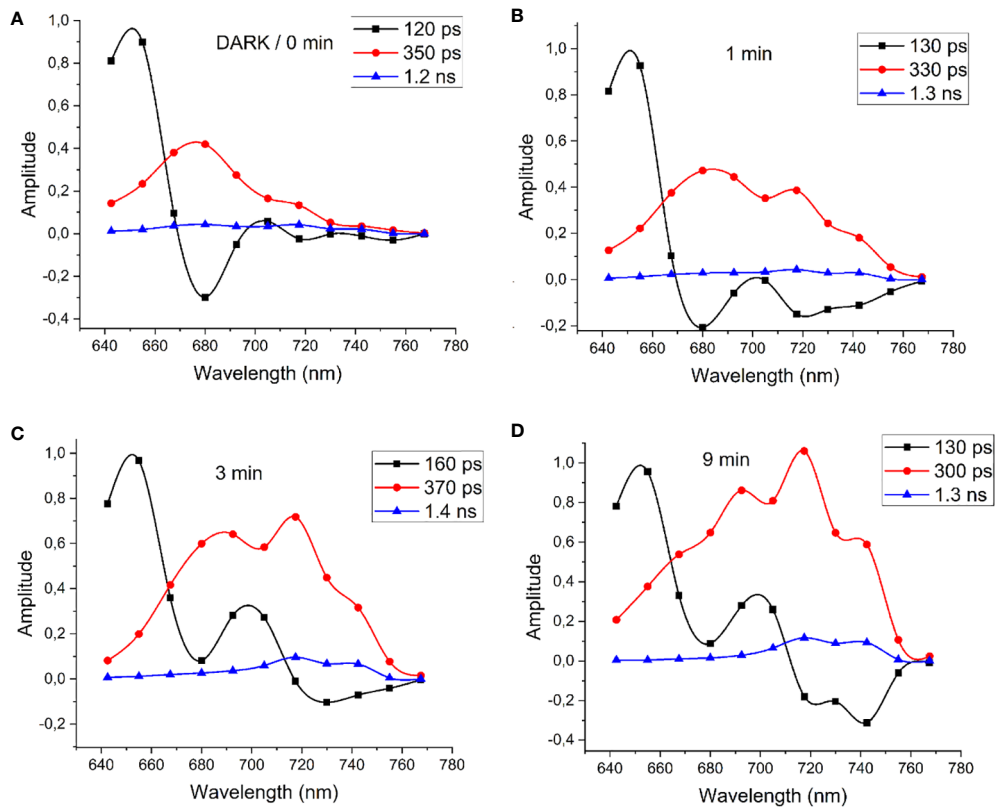 A
DARK / 0 min
120 ps
350 ps
1.2 ns
1,0
0,8
0,6
0,4
0,2
0,0
-0,2
-0,4
Amplitude
640 660 680 700 720 740 760 780
Wavelength (nm)
B
1 min
130 ps
330 ps
1.3 ns
1,0
0,8
0,6
0,4
0,2
0,0
-0,2
Amplitude
640 660 680 700 720 740 760 780
Wavelength (nm)
C
3 min
160 ps
370 ps
1.4 ns
1,0
0,8
0,6
0,4
0,2
0,0
-0,2
Amplitude
640 660 680 700 720 740 760 780
Wavelength (nm)
D
9 min
130 ps
300 ps
1.3 ns
1,0
0,8
0,6
0,4
0,2
0,0
-0,2
-0,4
Amplitude
640 660 680 700 720 740 760 780
Wavelength (nm)